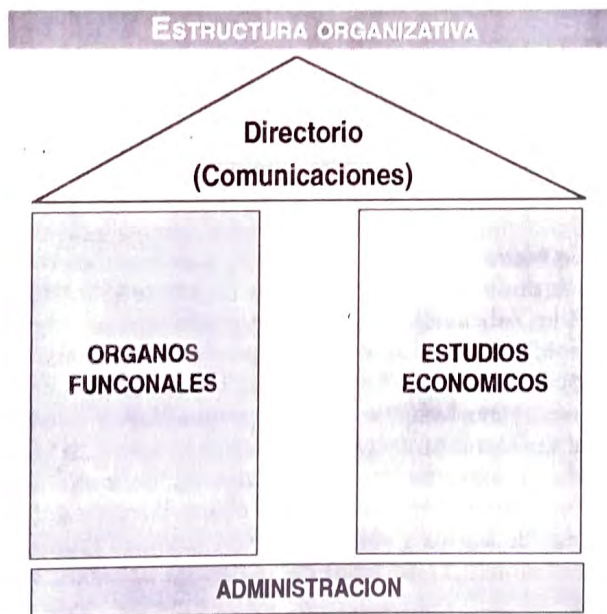 ESTRUCTURA ORGANIZATIVA
Directorio
(Comunicaciones)
ORGANOS
FUNCONALES
ESTUDIOS
ECONOMICOS
ADMINISTRACION